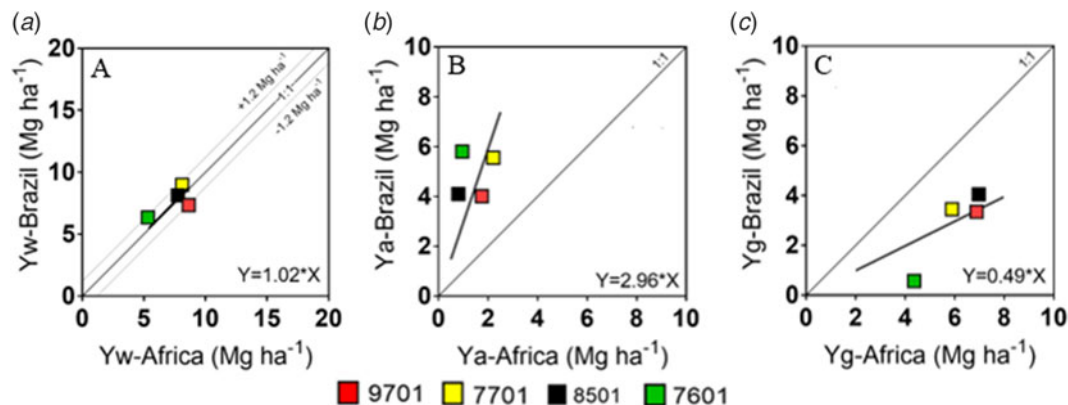 (a)
(b)
(c)
A
B
C
+1.2 Mg ha⁻¹
1:1
-1.2 Mg ha⁻¹
1:1
1:1
Yw-Brazil (Mg ha⁻¹)
20
15
10
5
0
Y=1.02*X
0 5 10 15 20
Yw-Africa (Mg ha⁻¹)
Ya-Brazil (Mg ha⁻¹)
10
8
6
4
2
0
Y=2.96*X
0 2 4 6 8 10
Ya-Africa (Mg ha⁻¹)
Yg-Brazil (Mg ha⁻¹)
10
8
6
4
2
0
Y=0.49*X
0 2 4 6 8 10
Yg-Africa (Mg ha⁻¹)
9701 7701 8501 7601